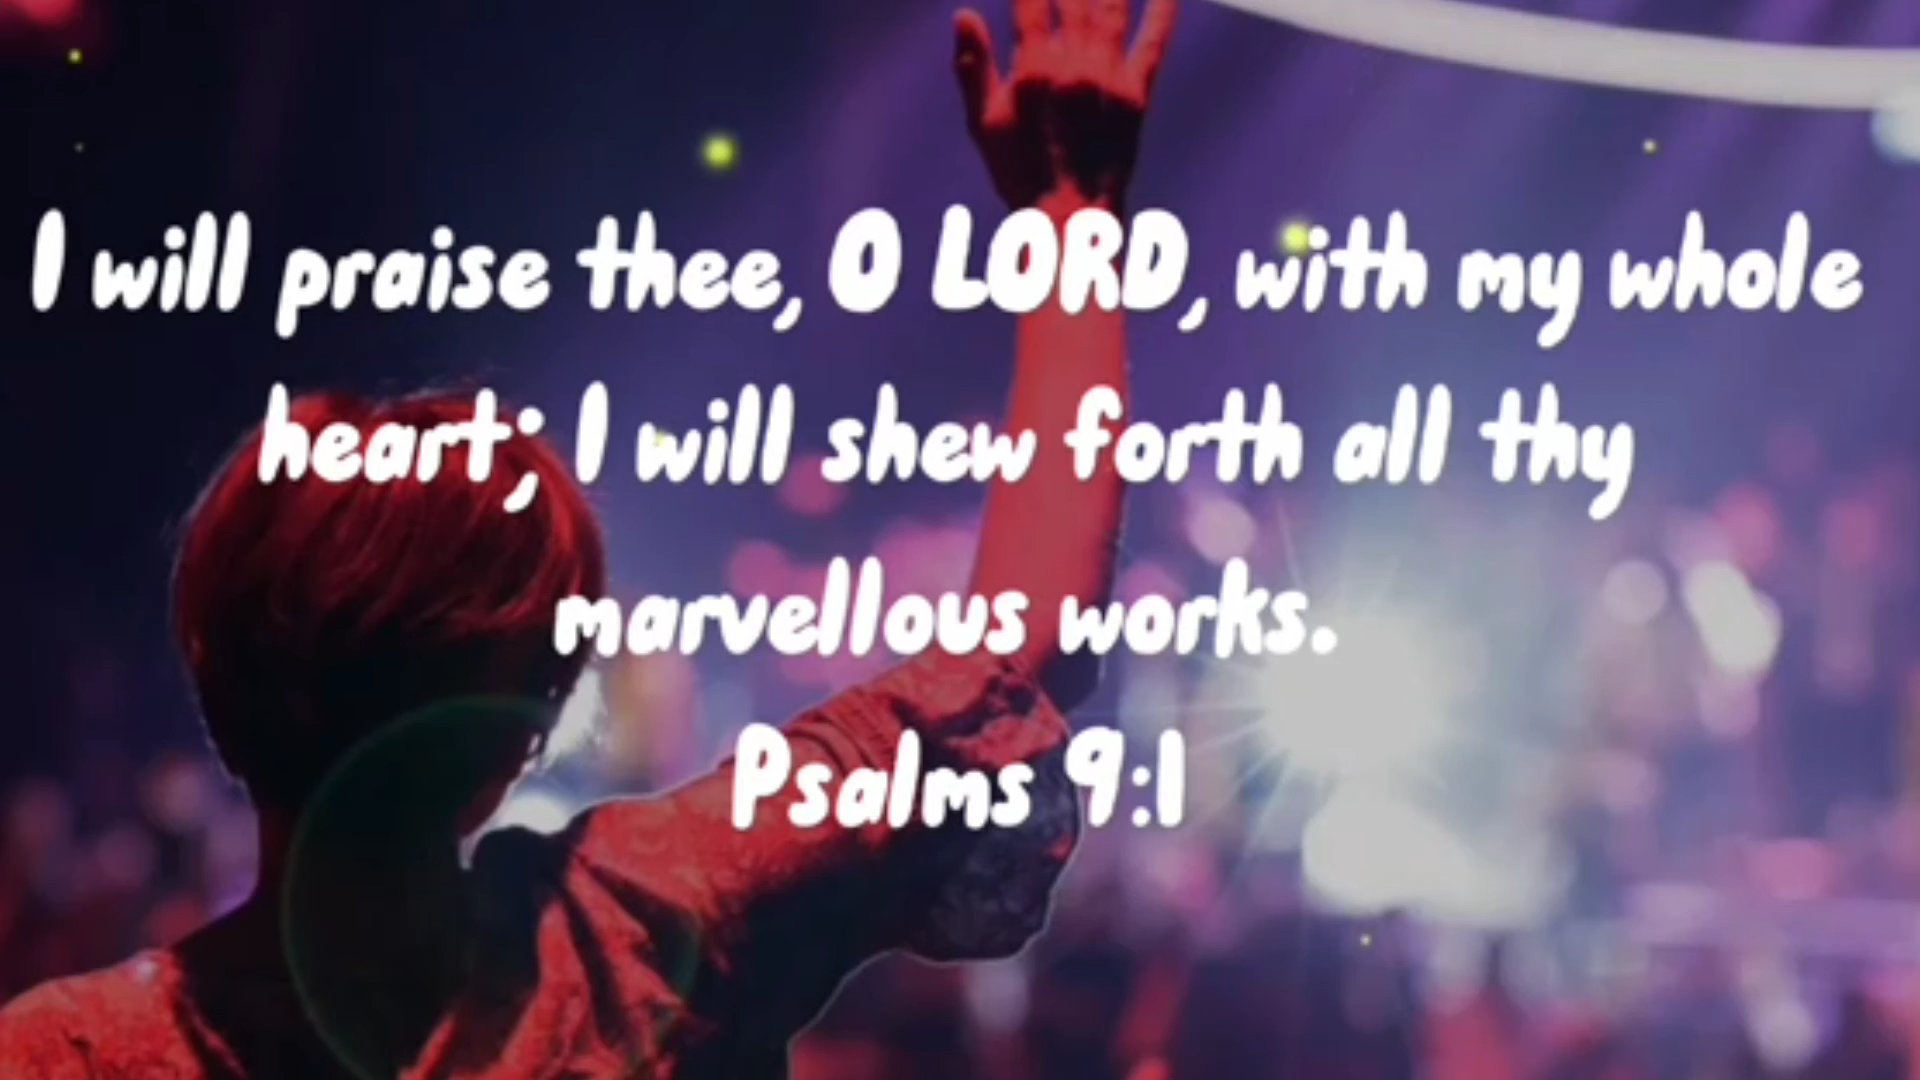 I will praise thee, O LORD, with my whole
heart; I will shew forth all thy
marvellous works.
Psalms 9:1